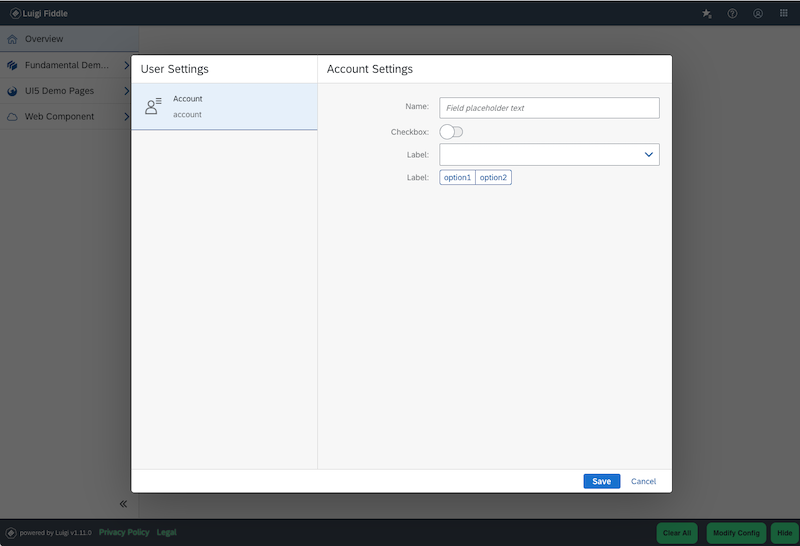 Luigi Fiddle
Overview
Fundamental Dem...
UI5 Demo Pages
Web Component
User Settings
Account
account
Account Settings
Name:
Field placeholder text
Checkbox:
Label:
Label:
option1 option2
Save Cancel
powered by Luigi v1.11.0 Privacy Policy Legal
Clear All Modify Config Hide